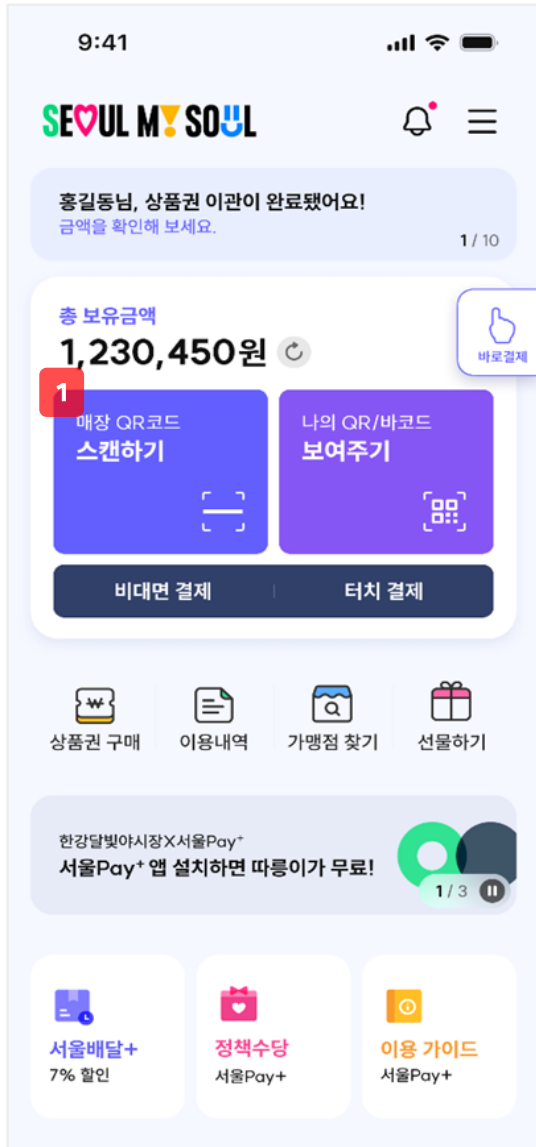 9:41
SEOUL MY SOUL
홍길동님, 상품권 이관이 완료됐어요!
금액을 확인해 보세요.
1 / 10
총 보유금액
1,230,450원
바로결제
1
매장 QR코드
스캔하기
나의 QR/바코드
보여주기
비대면 결제
터치 결제
상품권 구매
이용내역
가맹점 찾기
선물하기
한강달빛야시장X서울Pay+
서울Pay+ 앱 설치하면 따릉이가 무료!
1 / 3
서울배달+
7% 할인
정책수당
서울Pay+
이용 가이드
서울Pay+